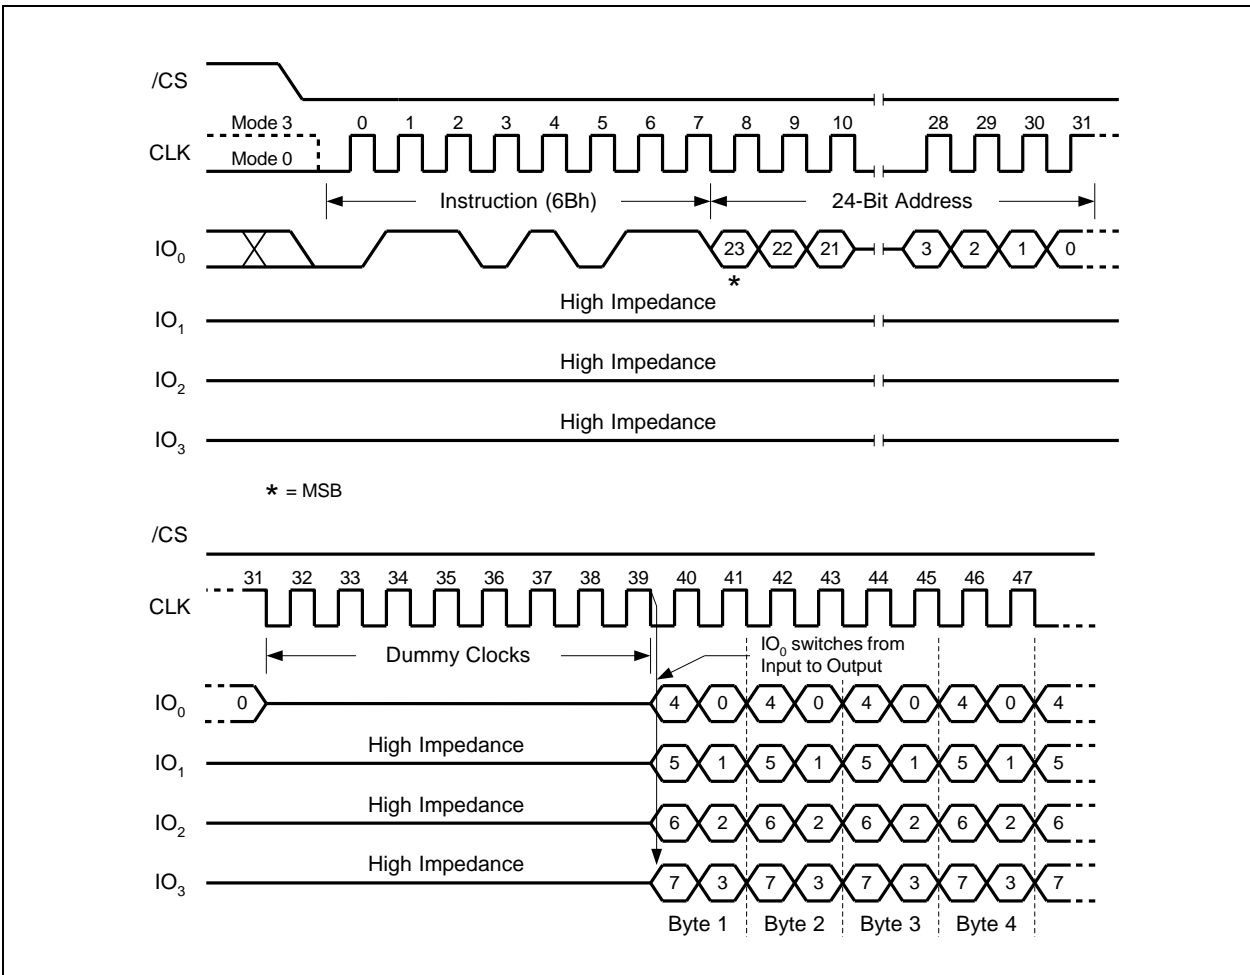 /CS
Mode 3
0 1 2 3 4 5 6 7 8 9 10 28 29 30 31
CLK
Mode 0
Instruction (6Bh)
24-Bit Address
IO0
23 22 21 3 2 1 0
*
High Impedance
IO1
High Impedance
IO2
High Impedance
IO3
* = MSB
/CS
31 32 33 34 35 36 37 38 39 40 41 42 43 44 45 46 47
CLK
Dummy Clocks
IO0 switches from
Input to Output
IO0
0 4 0 4 0 4 0 4 0 4
High Impedance
IO1
5 1 5 1 5 1 5 1 5
High Impedance
IO2
6 2 6 2 6 2 6 2 6
High Impedance
IO3
7 3 7 3 7 3 7 3 7
Byte 1 Byte 2 Byte 3 Byte 4